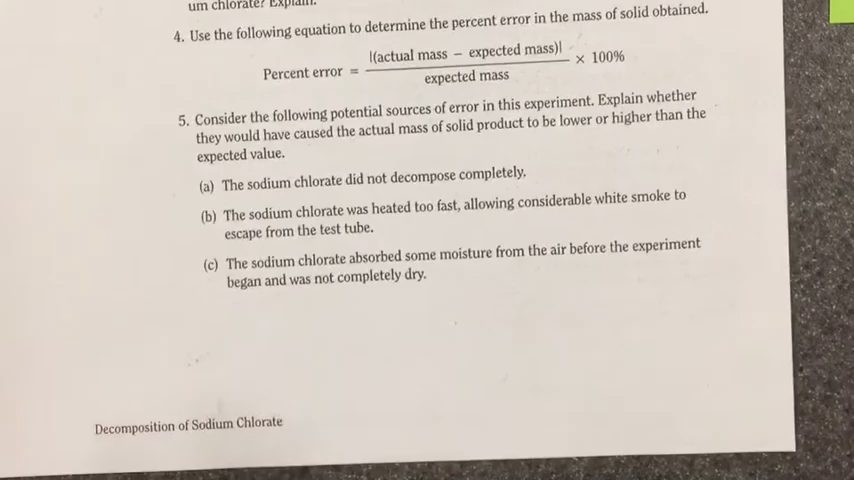 um chlorate? Explain.
4. Use the following equation to determine the percent error in the mass of solid obtained.
Percent error = |(actual mass − expected mass)| / expected mass × 100%
5. Consider the following potential sources of error in this experiment. Explain whether
they would have caused the actual mass of solid product to be lower or higher than the
expected value.
(a) The sodium chlorate did not decompose completely.
(b) The sodium chlorate was heated too fast, allowing considerable white smoke to
escape from the test tube.
(c) The sodium chlorate absorbed some moisture from the air before the experiment
began and was not completely dry.
Decomposition of Sodium Chlorate